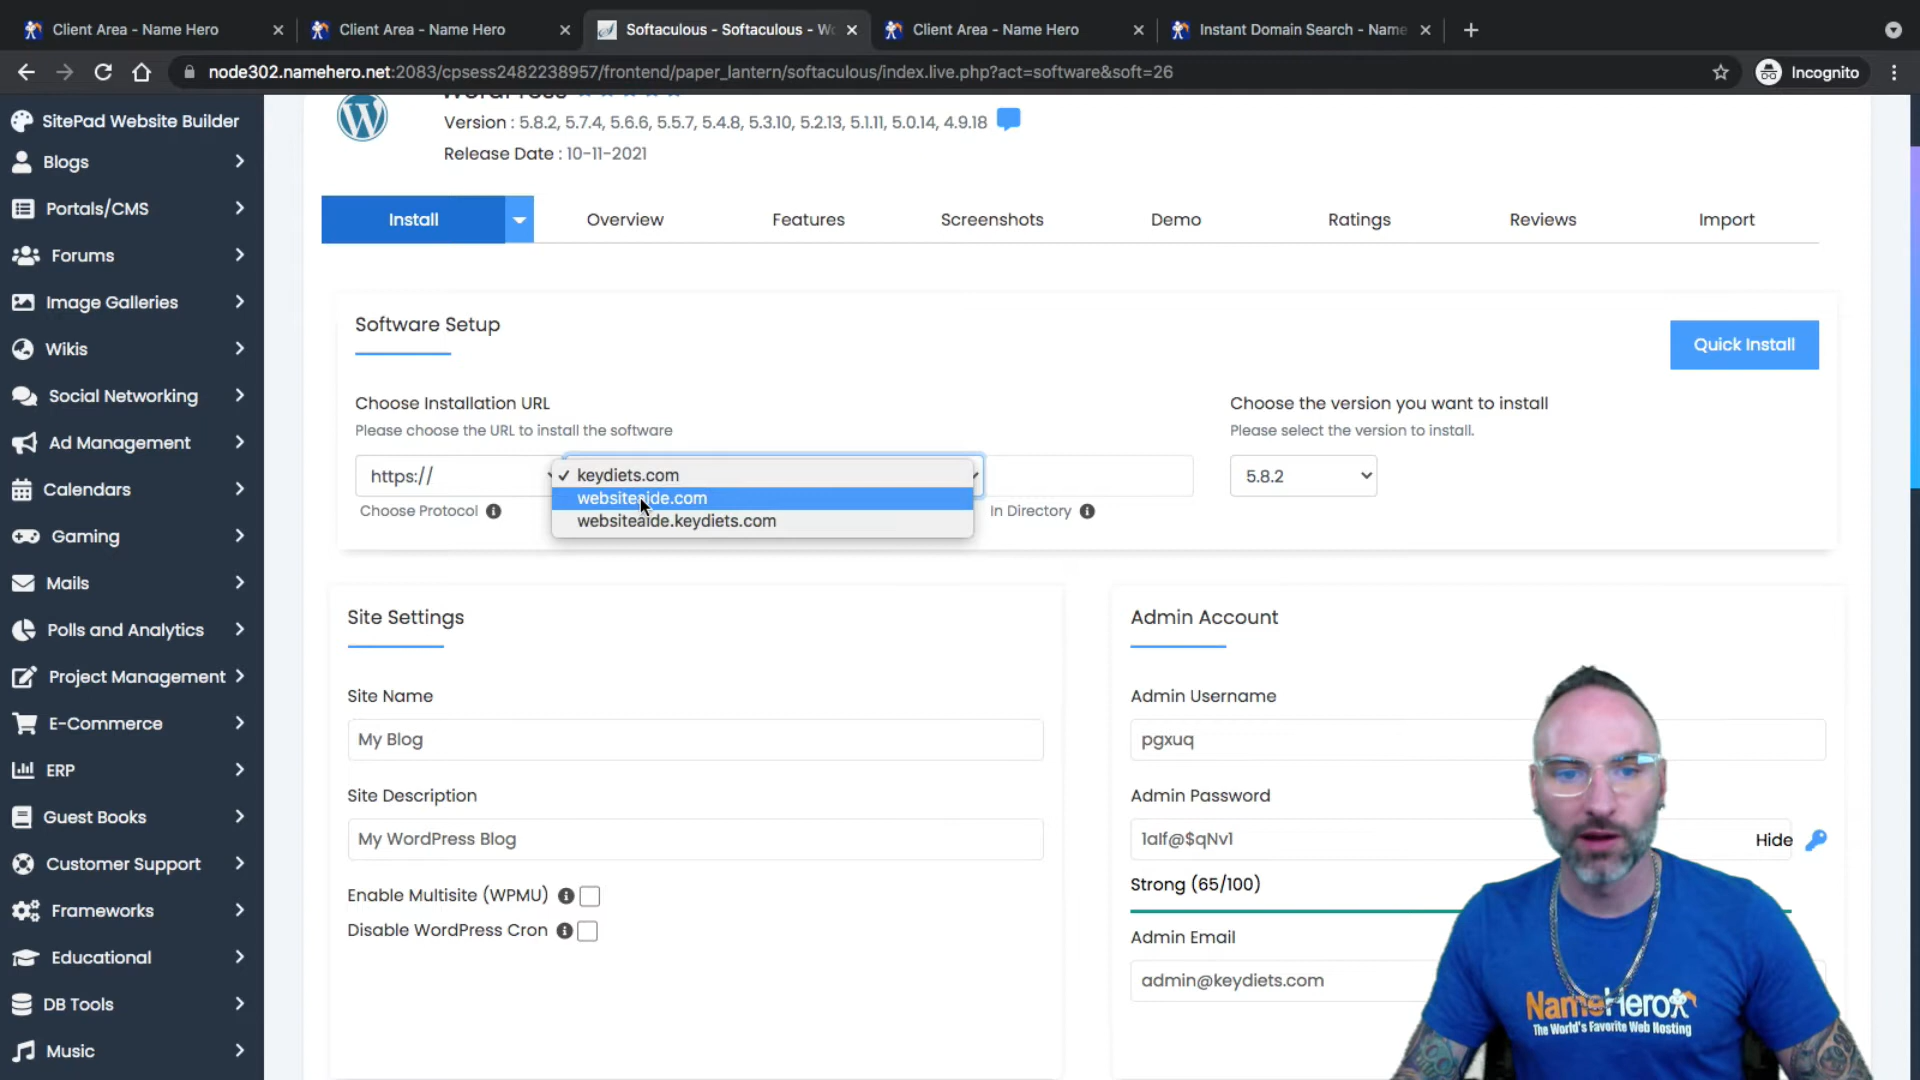 Client Area - Name Hero
Client Area - Name Hero
Softaculous - Softaculous - Wo
Client Area - Name Hero
Instant Domain Search - Name
node302.namehero.net:2083/cpsess2482238957/frontend/paper_lantern/softaculous/index.live.php?act=software&soft=26
Incognito
SitePad Website Builder
Blogs
Portals/CMS
Forums
Image Galleries
Wikis
Social Networking
Ad Management
Calendars
Gaming
Mails
Polls and Analytics
Project Management
E-Commerce
ERP
Guest Books
Customer Support
Frameworks
Educational
DB Tools
Music
WordPress
Version : 5.8.2, 5.7.4, 5.6.6, 5.5.7, 5.4.8, 5.3.10, 5.2.13, 5.1.11, 5.0.14, 4.9.18
Release Date : 10-11-2021
Install
Overview
Features
Screenshots
Demo
Ratings
Reviews
Import
Software Setup
Quick Install
Choose Installation URL
Please choose the URL to install the software
https://
Choose Protocol
keydiets.com
websiteaide.com
websiteaide.keydiets.com
In Directory
Choose the version you want to install
Please select the version to install.
5.8.2
Site Settings
Site Name
My Blog
Site Description
My WordPress Blog
Enable Multisite (WPMU)
Disable WordPress Cron
Admin Account
Admin Username
pgxuq
Admin Password
Hide
Strong (65/100)
Admin Email
admin@keydiets.com
NameHero
The World's Favorite Web Hosting